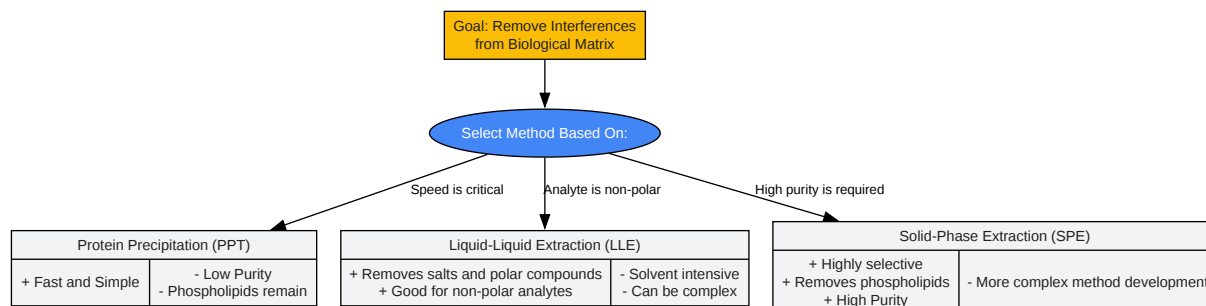 Goal: Remove Interferences
from Biological Matrix
Select Method Based On:
Speed is critical
Analyte is non-polar
High purity is required
Protein Precipitation (PPT)
+ Fast and Simple
- Low Purity
- Phospholipids remain
Liquid-Liquid Extraction (LLE)
+ Removes salts and polar compounds
+ Good for non-polar analytes
- Solvent intensive
- Can be complex
Solid-Phase Extraction (SPE)
+ Highly selective
+ Removes phospholipids
+ High Purity
- More complex method development